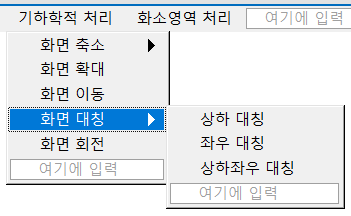 기하학적 처리 화소영역 처리 여기에 입력
화면 축소
화면 확대
화면 이동
화면 대칭
화면 회전
여기에 입력
상하 대칭
좌우 대칭
상하좌우 대칭
여기에 입력